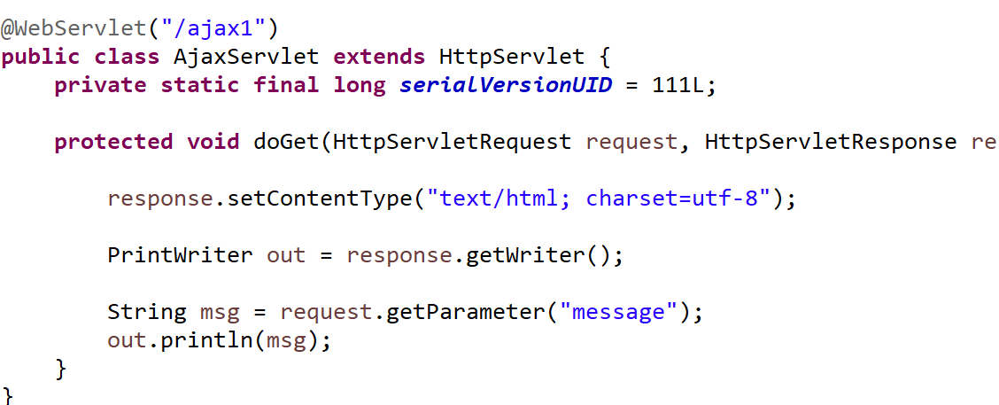 @WebServlet("/ajax1")
public class AjaxServlet extends HttpServlet {
private static final long serialVersionUID = 111L;
protected void doGet(HttpServletRequest request, HttpServletResponse re
response.setContentType("text/html; charset=utf-8");
PrintWriter out = response.getWriter();
String msg = request.getParameter("message");
out.println(msg);
}
}